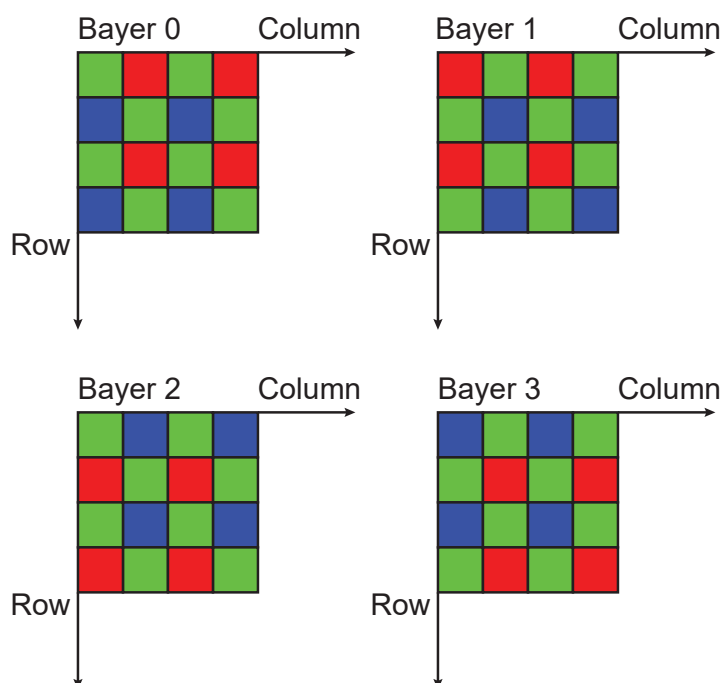 Bayer 0 Column
Row
Bayer 1 Column
Row
Bayer 2 Column
Row
Bayer 3 Column
Row